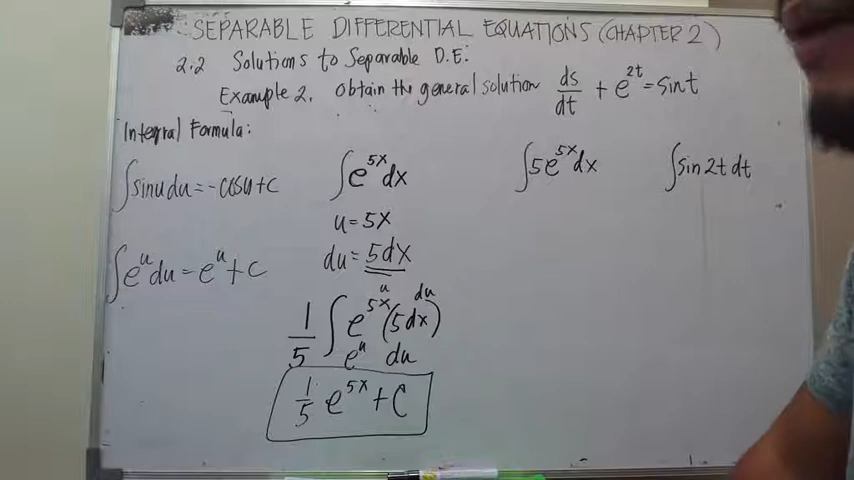 SEPARABLE DIFFERENTIAL EQUATIONS (CHAPTER 2)
2.2 Solutions to Separable D.E:
Example 2. Obtain the general solution ds/dt + e^2t = sin t
Integral Formula:
∫sinu du = -cosu + C
∫e^u du = e^u + C
∫e^5x dx
u = 5x
du = 5dx
u du
1/5 ∫e^5x (5dx)
e^u du
1/5 e^5x + C
∫5e^5x dx
∫sin 2t dt